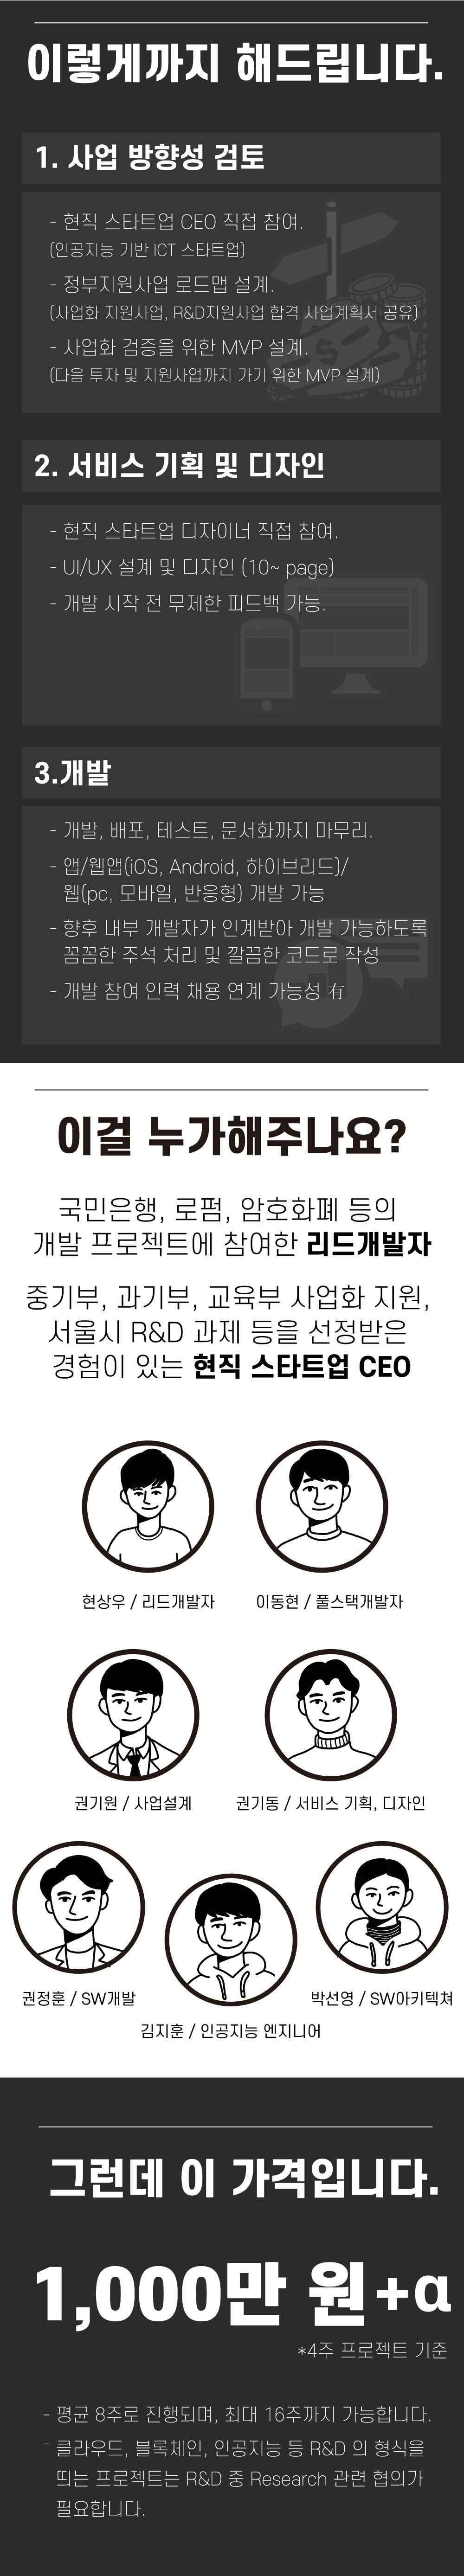 이렇게까지 해드립니다.
1. 사업 방향성 검토
- 현직 스타트업 CEO 직접 참여.
(인공지능 기반 ICT 스타트업)
- 정부지원사업 로드맵 설계.
(사업화 지원사업, R&D지원사업 합격 사업계획서 공유)
- 사업화 검증을 위한 MVP 설계.
(다음 투자 및 지원사업까지 가기 위한 MVP 설계)
2. 서비스 기획 및 디자인
- 현직 스타트업 디자이너 직접 참여.
- UI/UX 설계 및 디자인 (10~ page)
- 개발 시작 전 무제한 피드백 가능.
3.개발
- 개발, 배포, 테스트, 문서화까지 마무리.
- 앱/웹앱(iOS, Android, 하이브리드)/
웹(pc, 모바일, 반응형) 개발 가능
- 향후 내부 개발자가 인계받아 개발 가능하도록
꼼꼼한 주석 처리 및 깔끔한 코드로 작성
- 개발 참여 인력 채용 연계 가능성 有
이걸 누가해주나요?
국민은행, 로펌, 암호화폐 등의
개발 프로젝트에 참여한 리드개발자
중기부, 과기부, 교육부 사업화 지원,
서울시 R&D 과제 등을 선정받은
경험이 있는 현직 스타트업 CEO
현상우 / 리드개발자
이동현 / 풀스택개발자
권기원 / 사업설계
권기동 / 서비스 기획, 디자인
권정훈 / SW개발
박선영 / SW아키텍쳐
김지훈 / 인공지능 엔지니어
그런데 이 가격입니다.
1,000만 원+α
*4주 프로젝트 기준
- 평균 8주로 진행되며, 최대 16주까지 가능합니다.
- 클라우드, 블록체인, 인공지능 등 R&D 의 형식을
띄는 프로젝트는 R&D 중 Research 관련 협의가
필요합니다.